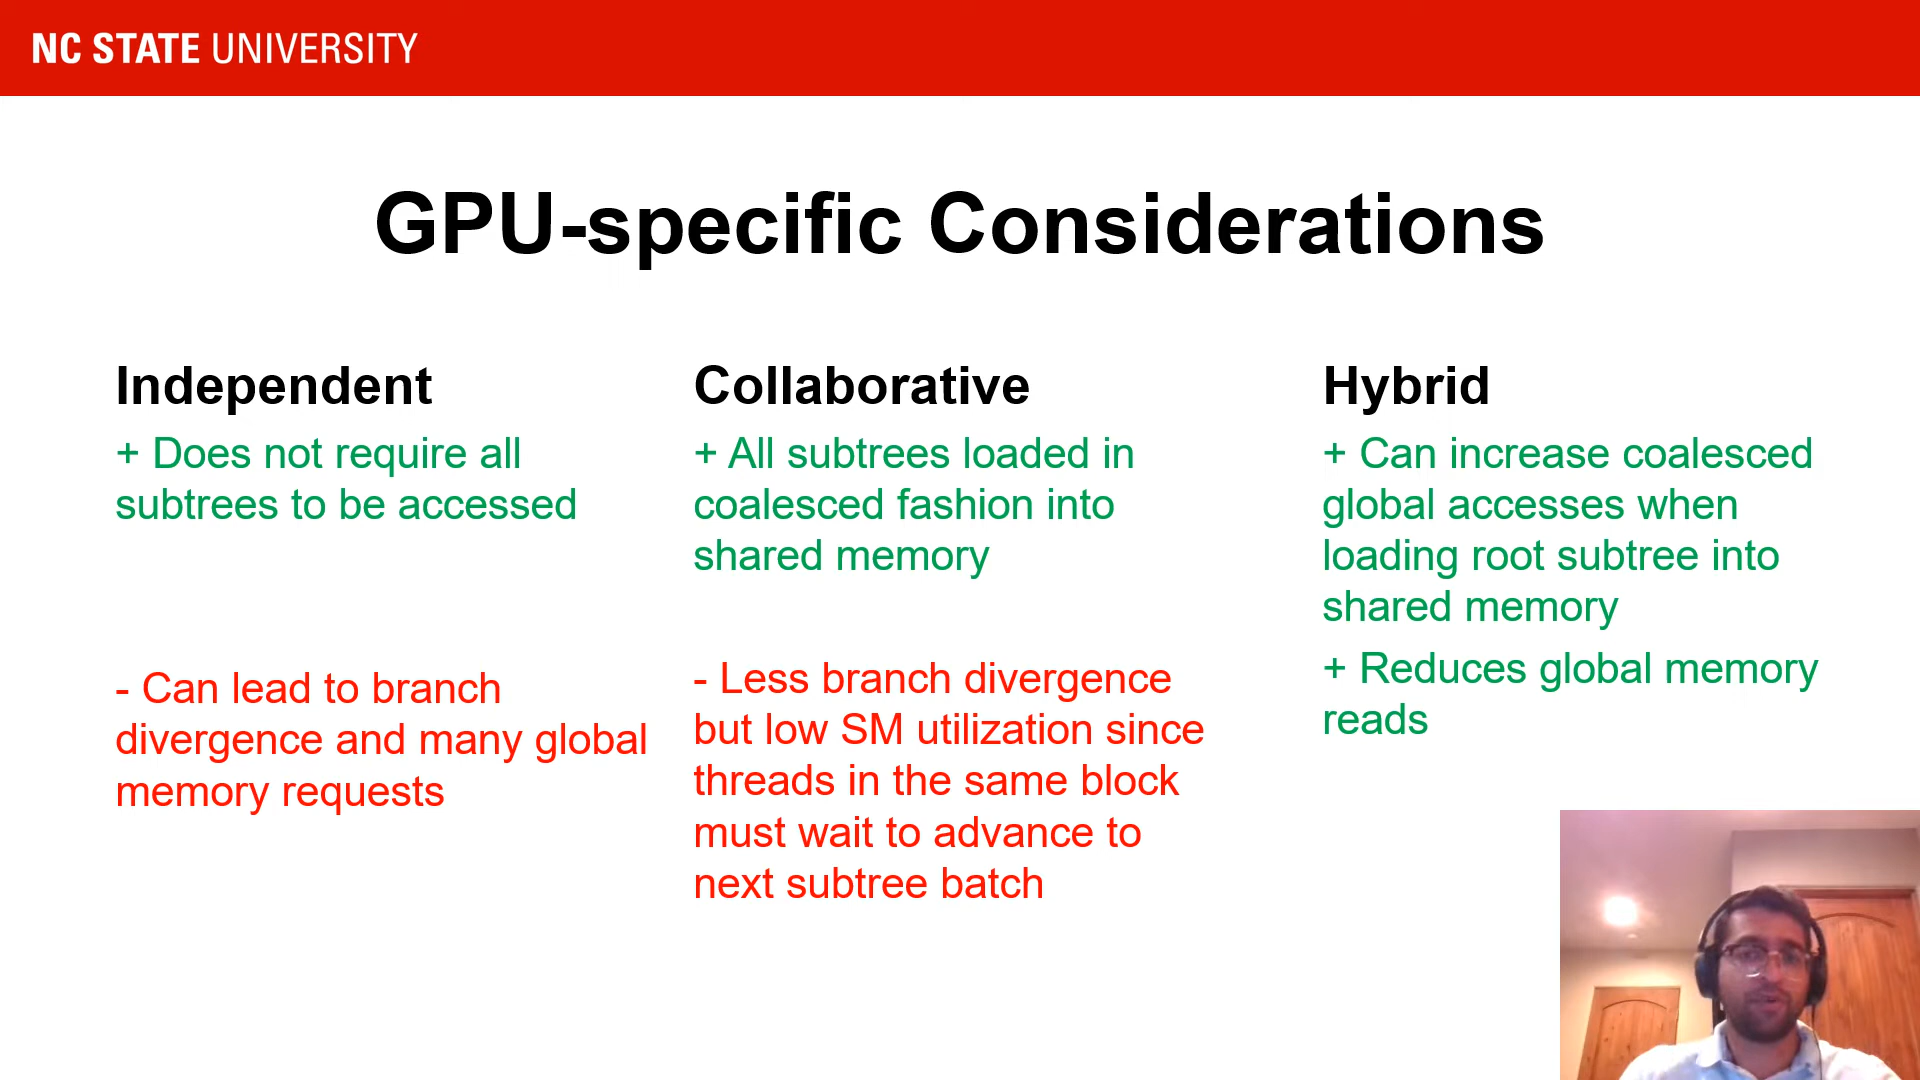 NC STATE UNIVERSITY
GPU-specific Considerations
Independent
+ Does not require all
subtrees to be accessed
- Can lead to branch
divergence and many global
memory requests
Collaborative
+ All subtrees loaded in
coalesced fashion into
shared memory
- Less branch divergence
but low SM utilization since
threads in the same block
must wait to advance to
next subtree batch
Hybrid
+ Can increase coalesced
global accesses when
loading root subtree into
shared memory
+ Reduces global memory
reads